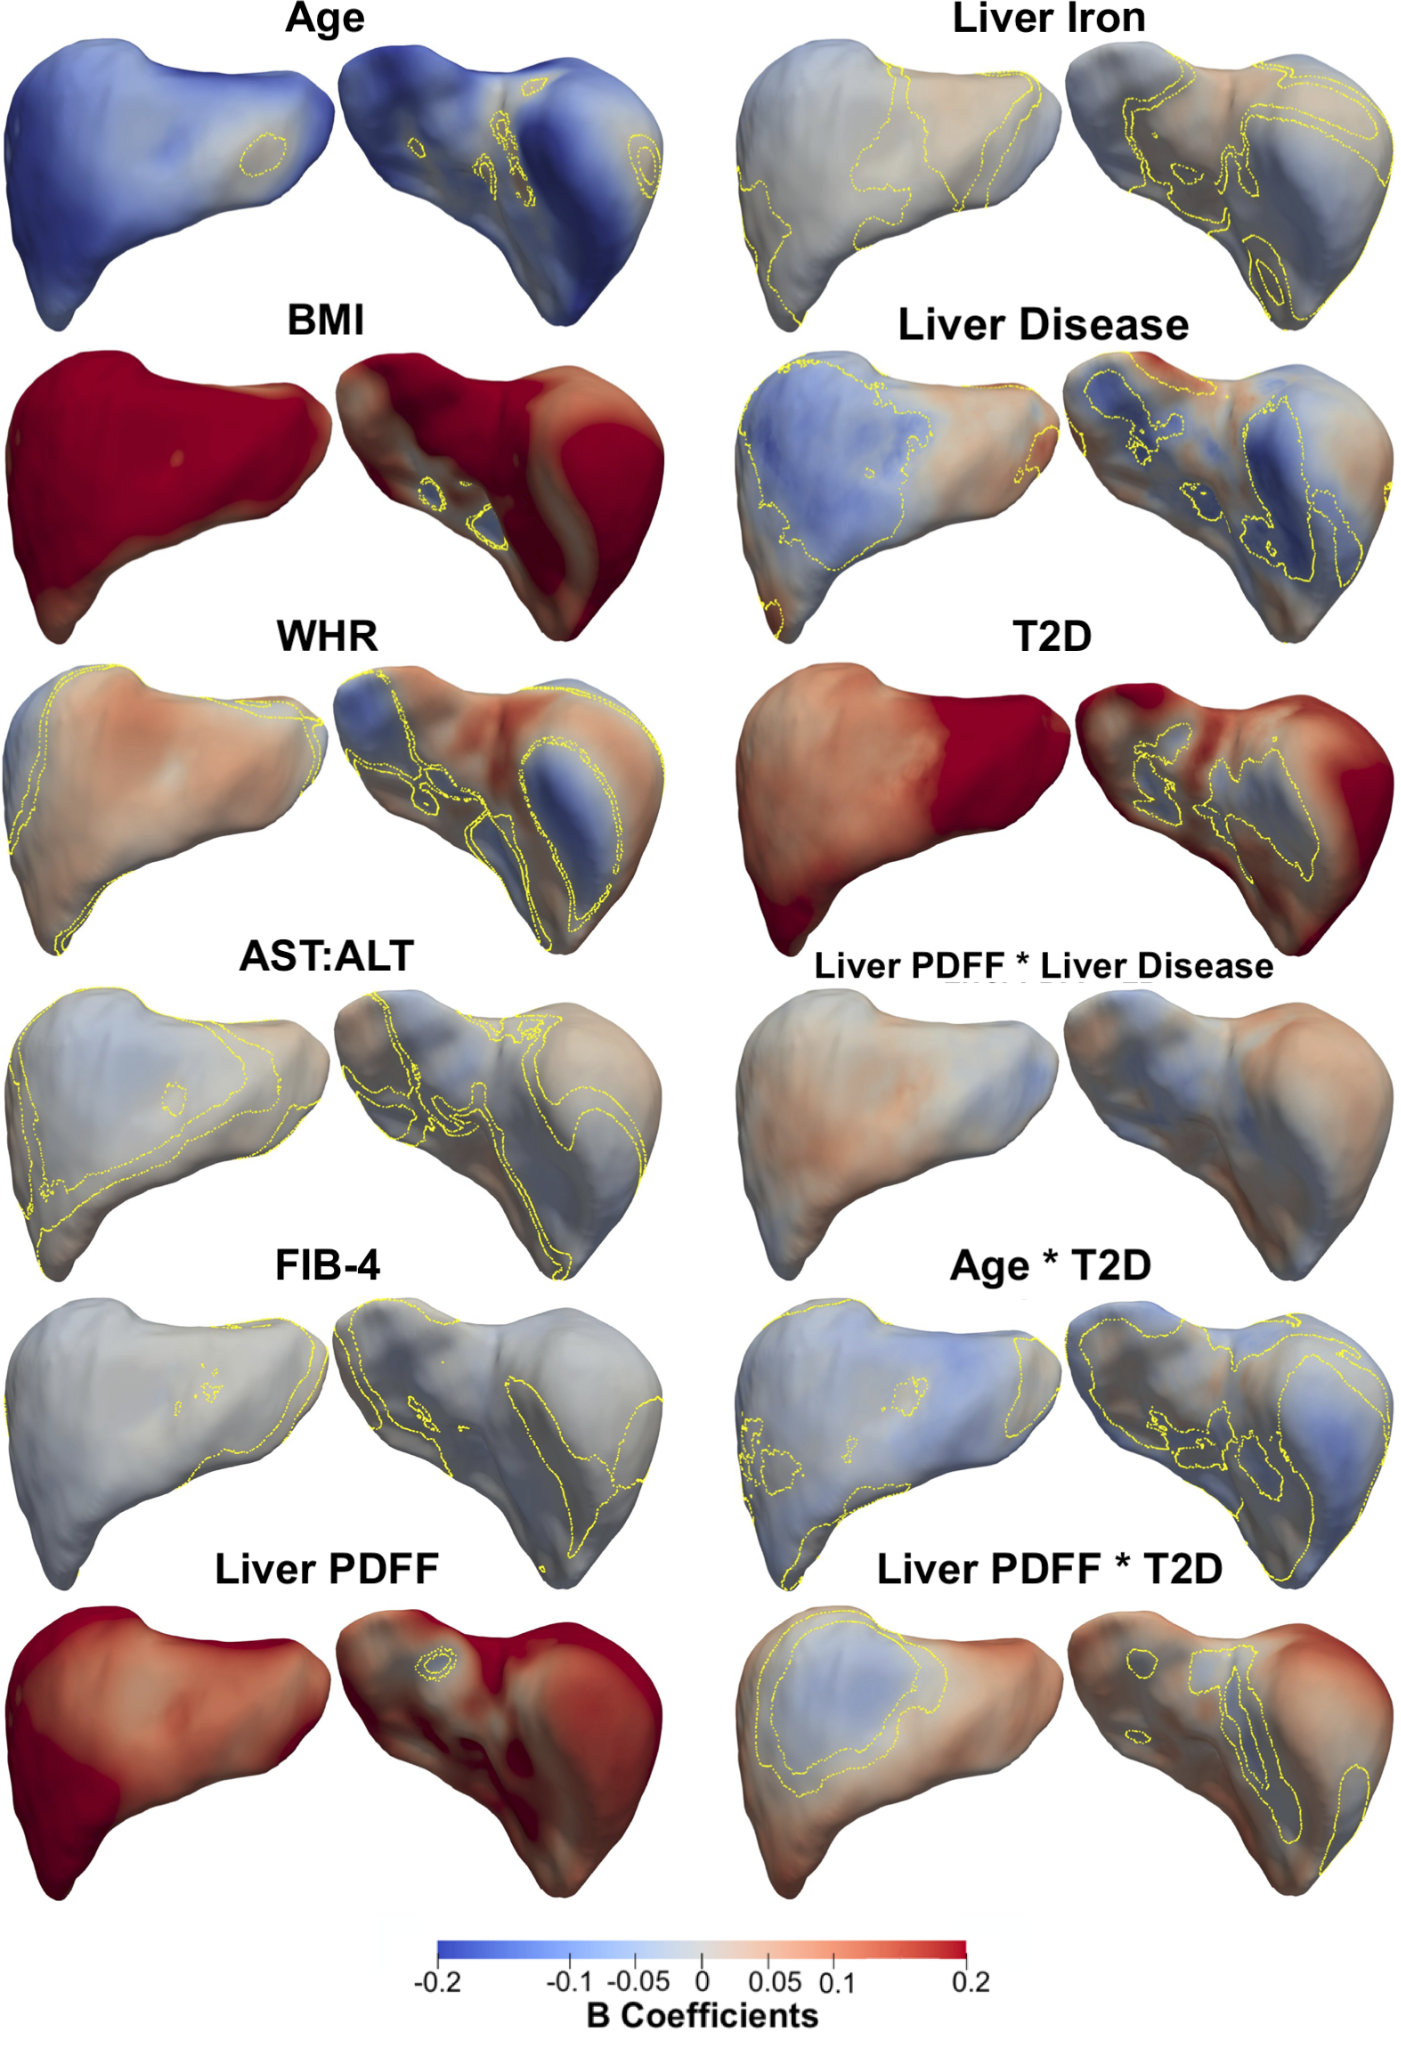 Age
Liver Iron
BMI
Liver Disease
WHR
T2D
AST:ALT
Liver PDFF * Liver Disease
FIB-4
Age * T2D
Liver PDFF
Liver PDFF * T2D
-0.2 -0.1 -0.05 0 0.05 0.1 0.2
B Coefficients